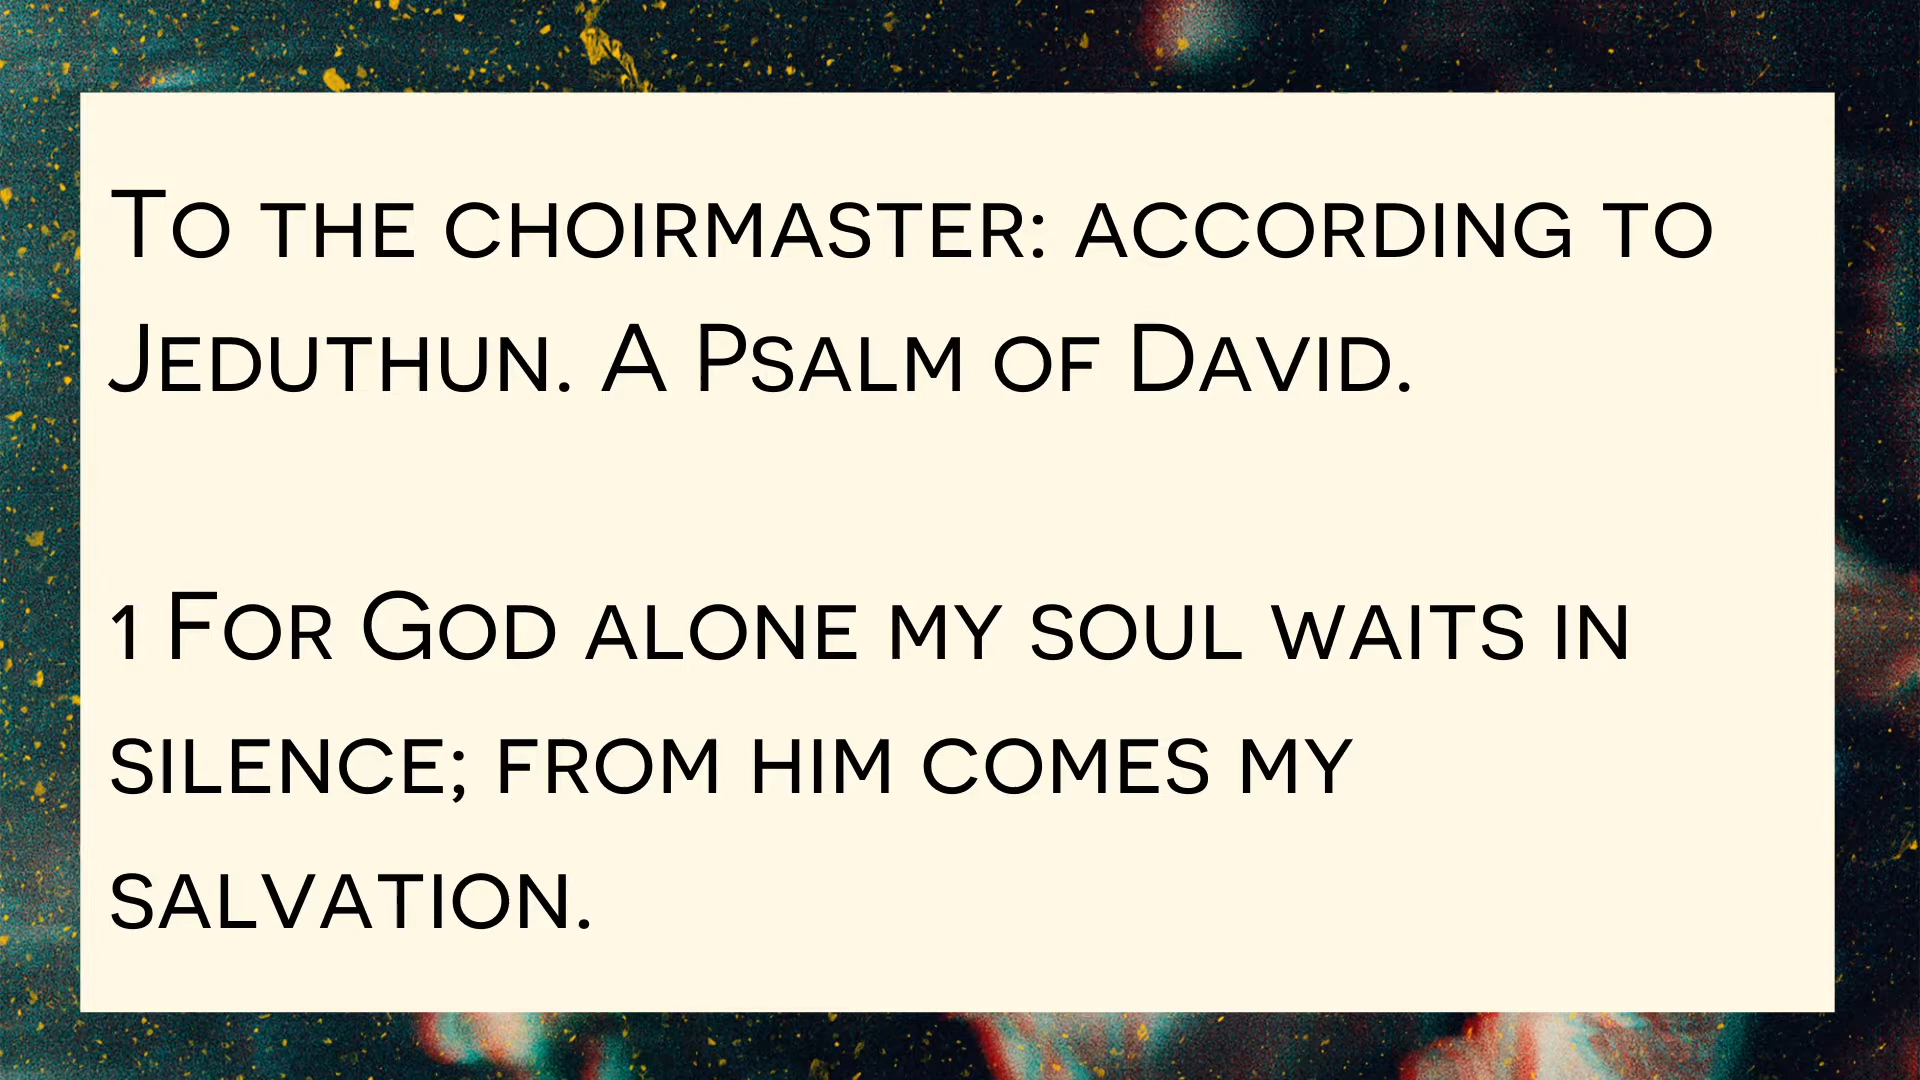 To the choirmaster: according to
Jeduthun. A Psalm of David.
1 For God alone my soul waits in
silence; from him comes my
salvation.